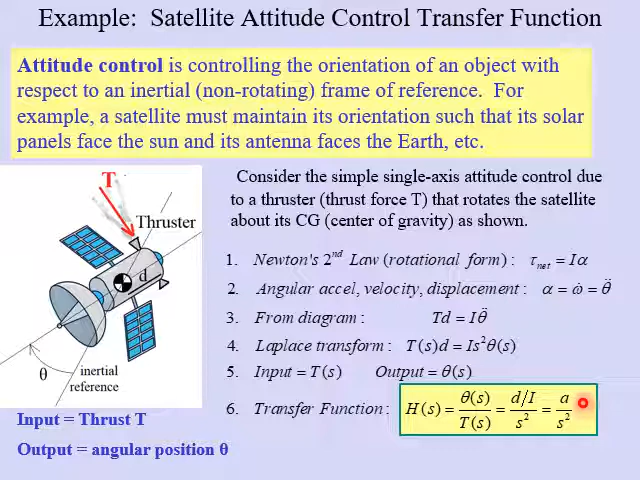 Example:  Satellite Attitude Control Transfer Function
Attitude control is controlling the orientation of an object with
respect to an inertial (non-rotating) frame of reference.  For
example, a satellite must maintain its orientation such that its solar
panels face the sun and its antenna faces the Earth, etc.
T
Thruster
d
θ
inertial
reference
Input = Thrust T
Output = angular position θ
Consider the simple single-axis attitude control due
to a thruster (thrust force T) that rotates the satellite
about its CG (center of gravity) as shown.
1. Newton's 2nd Law (rotational form): τnet = Iα
2. Angular accel, velocity, displacement: α = ω̇ = θ̈
3. From diagram: Td = Iθ̈
4. Laplace transform: T(s)d = Is²θ(s)
5. Input = T(s) Output = θ(s)
6. Transfer Function: H(s) = θ(s)/T(s) = d/I/s² = a/s²